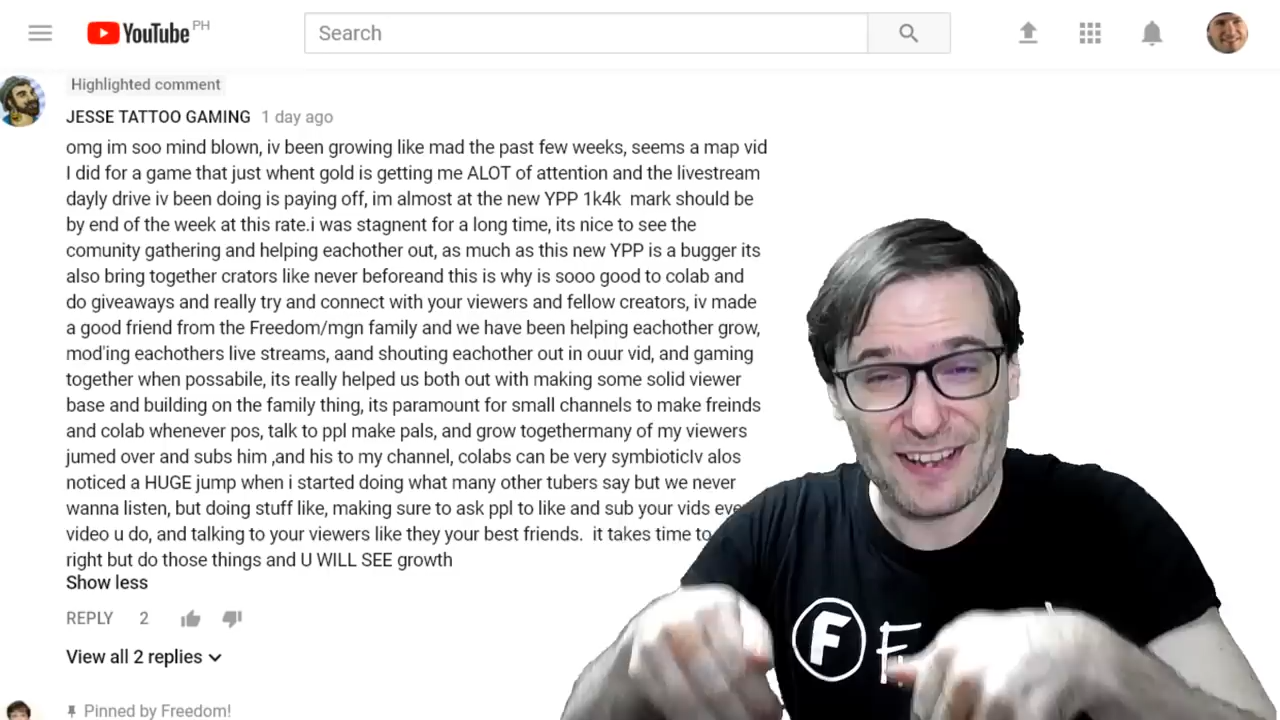 YouTube PH
Search
Highlighted comment
JESSE TATTOO GAMING 1 day ago
omg im soo mind blown, iv been growing like mad the past few weeks, seems a map vid
I did for a game that just whent gold is getting me ALOT of attention and the livestream
dayly drive iv been doing is paying off, im almost at the new YPP 1k4k mark should be
by end of the week at this rate.i was stagnent for a long time, its nice to see the
comunity gathering and helping eachother out, as much as this new YPP is a bugger its
also bring together crators like never beforeand this is why is sooo good to colab and
do giveaways and really try and connect with your viewers and fellow creators, iv made
a good friend from the Freedom/mgn family and we have been helping eachother grow,
mod'ing eachothers live streams, aand shouting eachother out in ouur vid, and gaming
together when possabile, its really helped us both out with making some solid viewer
base and building on the family thing, its paramount for small channels to make freinds
and colab whenever pos, talk to ppl make pals, and grow togethermany of my viewers
jumed over and subs him ,and his to my channel, colabs can be very symbioticIv alos
noticed a HUGE jump when i started doing what many other tubers say but we never
wanna listen, but doing stuff like, making sure to ask ppl to like and sub your vids
video u do, and talking to your viewers like they your best friends. it takes time to
right but do those things and U WILL SEE growth
Show less
REPLY 2
View all 2 replies
Pinned by Freedom!
F F